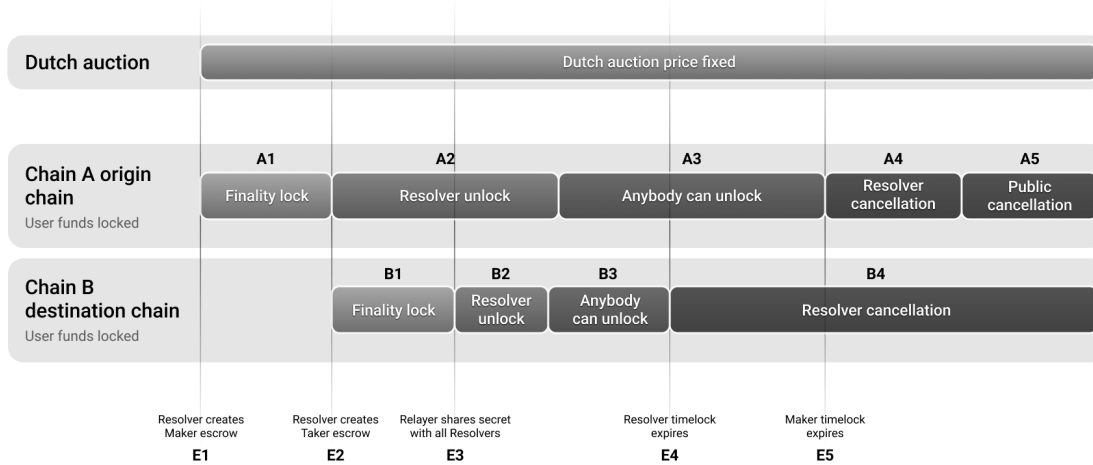 Dutch auction
Dutch auction price fixed
A1
A2
A3
A4
A5
Chain A origin
chain
User funds locked
Finality lock
Resolver unlock
Anybody can unlock
Resolver
cancellation
Public
cancellation
B1
B2
B3
B4
Chain B
destination chain
User funds locked
Finality lock
Resolver
unlock
Anybody
can unlock
Resolver cancellation
Resolver creates
Maker escrow
E1
Resolver creates
Taker escrow
E2
Relayer shares secret
with all Resolvers
E3
Resolver timelock
expires
E4
Maker timelock
expires
E5